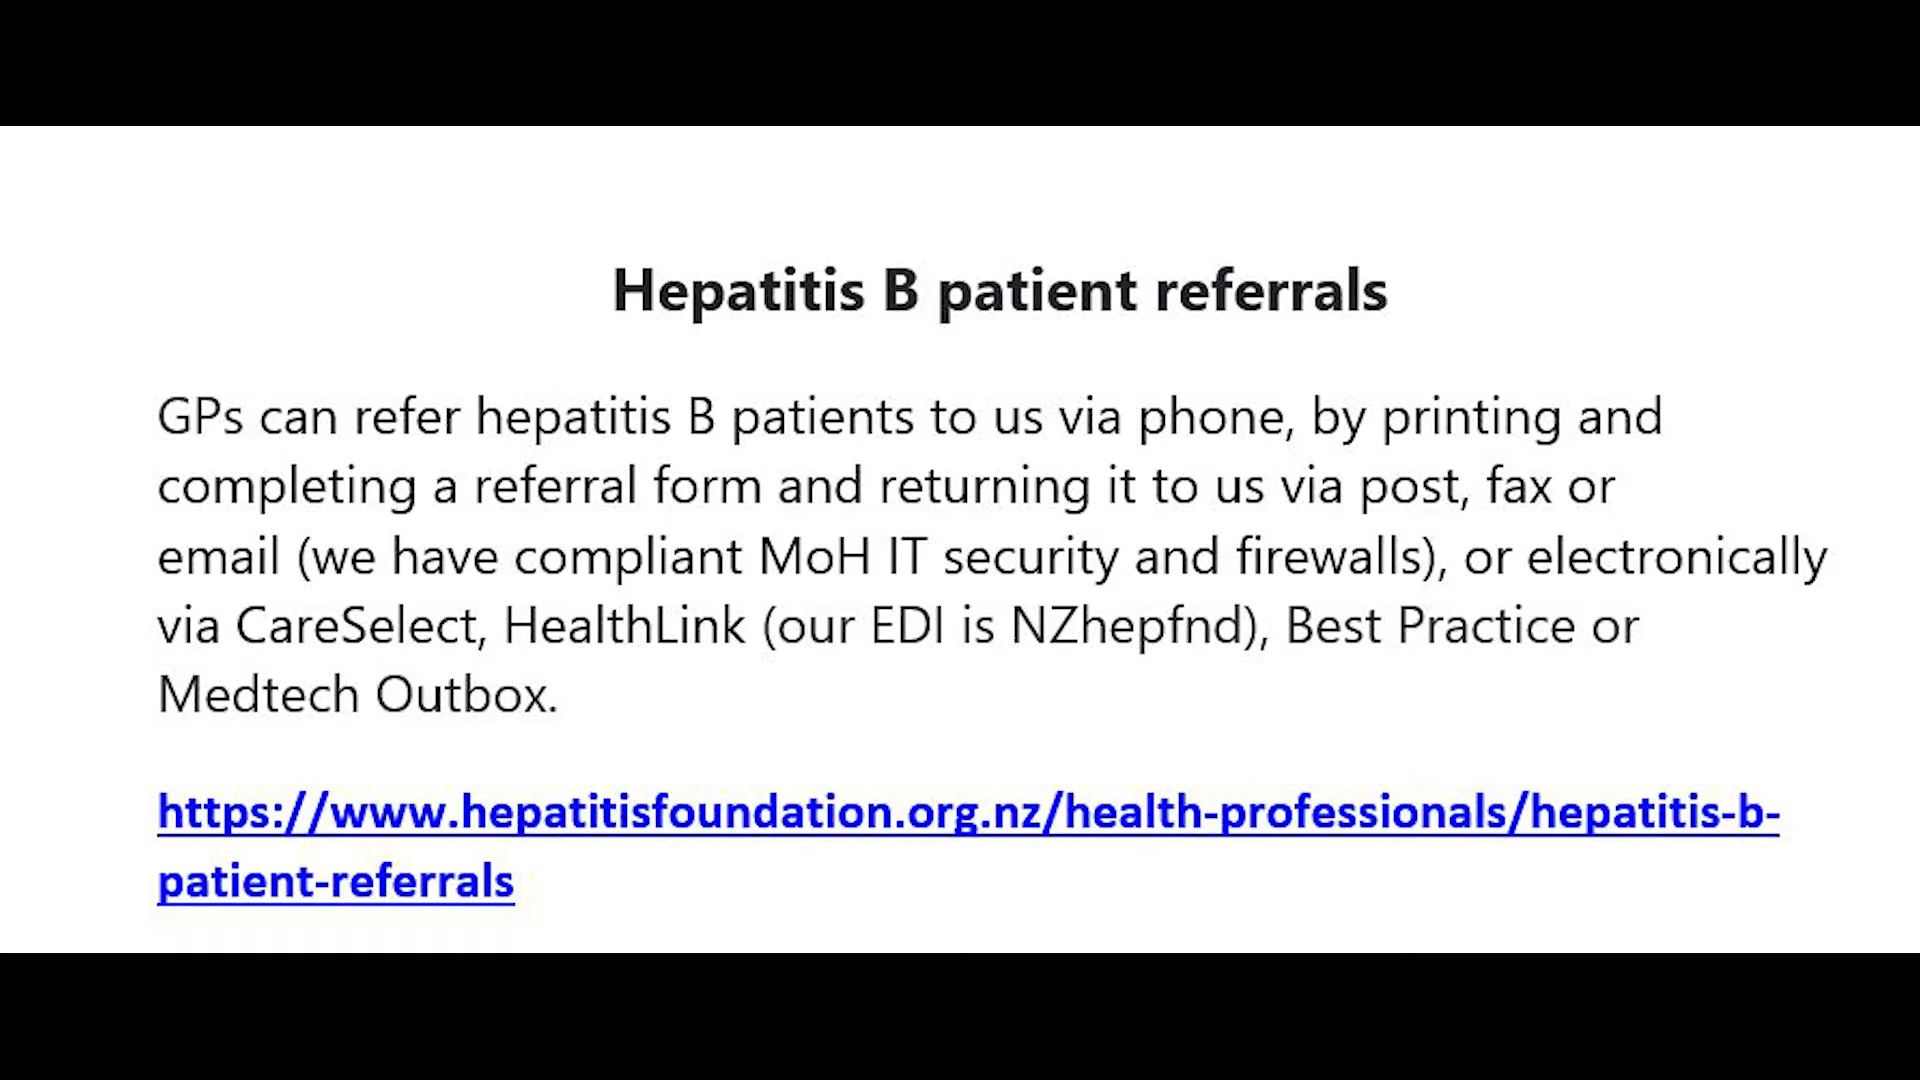 Hepatitis B patient referrals
GPs can refer hepatitis B patients to us via phone, by printing and
completing a referral form and returning it to us via post, fax or
email (we have compliant MoH IT security and firewalls), or electronically
via CareSelect, HealthLink (our EDI is NZhepfnd), Best Practice or
Medtech Outbox.
https://www.hepatitisfoundation.org.nz/health-professionals/hepatitis-b-
patient-referrals